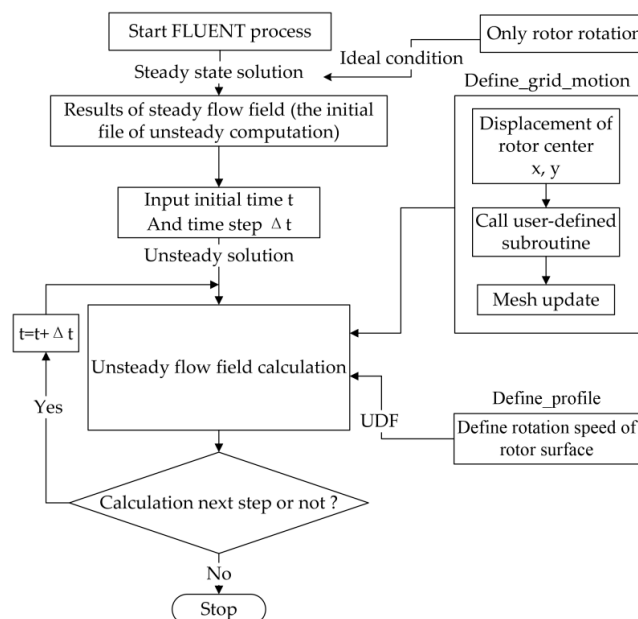 Start FLUENT process
Only rotor rotation
Ideal condition
Steady state solution
Define_grid_motion
Results of steady flow field (the initial
file of unsteady computation)
Displacement of
rotor center
x, y
Input initial time t
And time step Δ t
Call user-defined
subroutine
Unsteady solution
Mesh update
t=t+ Δ t
Unsteady flow field calculation
Define_profile
Yes
UDF
Define rotation speed of
rotor surface
Calculation next step or not ?
No
Stop